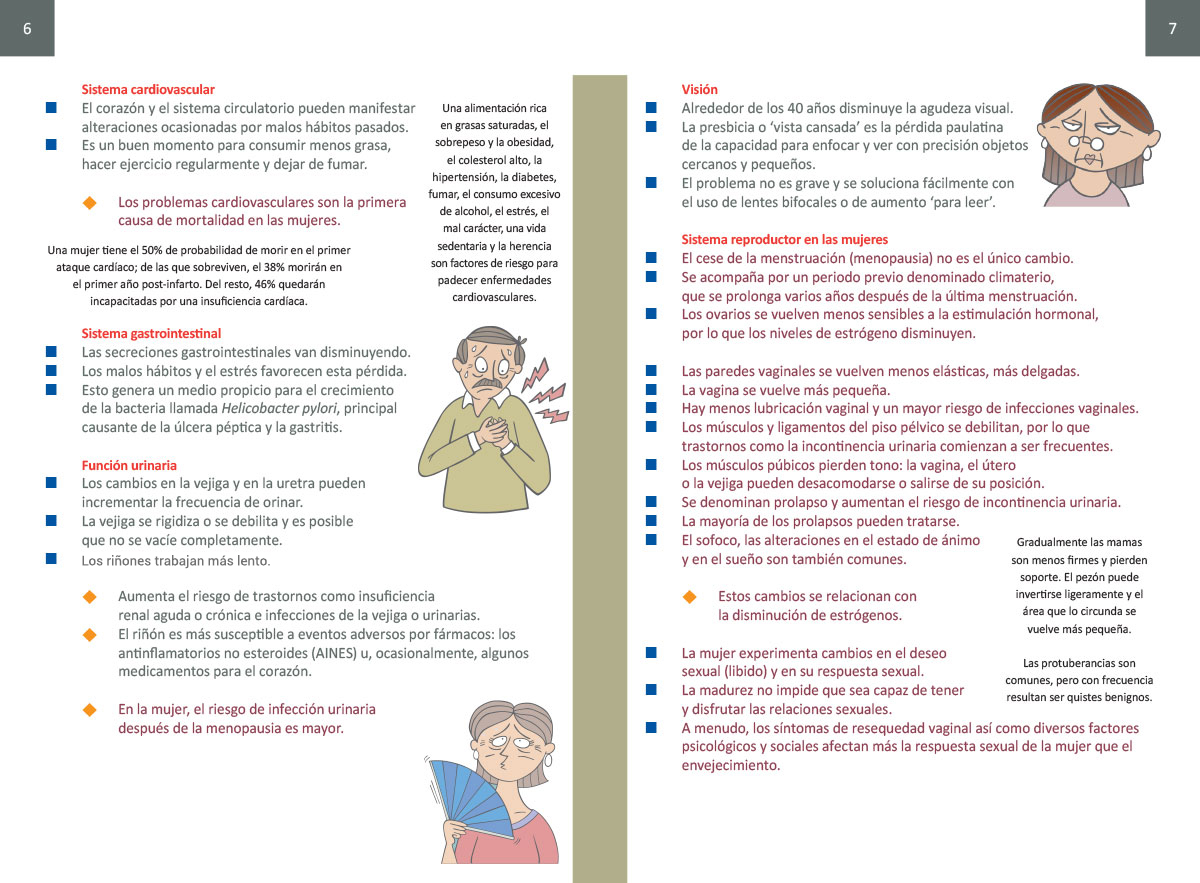 6
Sistema cardiovascular
El corazón y el sistema circulatorio pueden manifestar
alteraciones ocasionadas por malos hábitos pasados.
Es un buen momento para consumir menos grasa,
hacer ejercicio regularmente y dejar de fumar.
Los problemas cardiovasculares son la primera
causa de mortalidad en las mujeres.
Una mujer tiene el 50% de probabilidad de morir en el primer
ataque cardíaco; de las que sobreviven, el 38% morirán en
el primer año post-infarto. Del resto, 46% quedarán
incapacitadas por una insuficiencia cardíaca.
Una alimentación rica
en grasas saturadas, el
sobrepeso y la obesidad,
el colesterol alto, la
hipertensión, la diabetes,
fumar, el consumo excesivo
de alcohol, el estrés, el
mal carácter, una vida
sedentaria y la herencia
son factores de riesgo para
padecer enfermedades
cardiovasculares.
Sistema gastrointestinal
Las secreciones gastrointestinales van disminuyendo.
Los malos hábitos y el estrés favorecen esta pérdida.
Esto genera un medio propicio para el crecimiento
de la bacteria llamada Helicobacter pylori, principal
causante de la úlcera péptica y la gastritis.
Función urinaria
Los cambios en la vejiga y en la uretra pueden
incrementar la frecuencia de orinar.
La vejiga se rigidiza o se debilita y es posible
que no se vacíe completamente.
Los riñones trabajan más lento.
Aumenta el riesgo de trastornos como insuficiencia
renal aguda o crónica e infecciones de la vejiga o urinarias.
El riñón es más susceptible a eventos adversos por fármacos: los
antinflamatorios no esteroides (AINES) u, ocasionalmente, algunos
medicamentos para el corazón.
En la mujer, el riesgo de infección urinaria
después de la menopausia es mayor.
7
Visión
Alrededor de los 40 años disminuye la agudeza visual.
La presbicia o ‘vista cansada’ es la pérdida paulatina
de la capacidad para enfocar y ver con precisión objetos
cercanos y pequeños.
El problema no es grave y se soluciona fácilmente con
el uso de lentes bifocales o de aumento ‘para leer’.
Sistema reproductor en las mujeres
El cese de la menstruación (menopausia) no es el único cambio.
Se acompaña por un periodo previo denominado climaterio,
que se prolonga varios años después de la última menstruación.
Los ovarios se vuelven menos sensibles a la estimulación hormonal,
por lo que los niveles de estrógeno disminuyen.
Las paredes vaginales se vuelven menos elásticas, más delgadas.
La vagina se vuelve más pequeña.
Hay menos lubricación vaginal y un mayor riesgo de infecciones vaginales.
Los músculos y ligamentos del piso pélvico se debilitan, por lo que
trastornos como la incontinencia urinaria comienzan a ser frecuentes.
Los músculos púbicos pierden tono: la vagina, el útero
o la vejiga pueden desacomodarse o salirse de su posición.
Se denominan prolapso y aumentan el riesgo de incontinencia urinaria.
La mayoría de los prolapsos pueden tratarse.
El sofoco, las alteraciones en el estado de ánimo
y en el sueño son también comunes.
Estos cambios se relacionan con
la disminución de estrógenos.
Gradualmente las mamas
son menos firmes y pierden
soporte. El pezón puede
invertirse ligeramente y el
área que lo circunda se
vuelve más pequeña.
Las protuberancias son
comunes, pero con frecuencia
resultan ser quistes benignos.
La mujer experimenta cambios en el deseo
sexual (libido) y en su respuesta sexual.
La madurez no impide que sea capaz de tener
y disfrutar las relaciones sexuales.
A menudo, los síntomas de resequedad vaginal así como diversos factores
psicológicos y sociales afectan más la respuesta sexual de la mujer que el
envejecimiento.